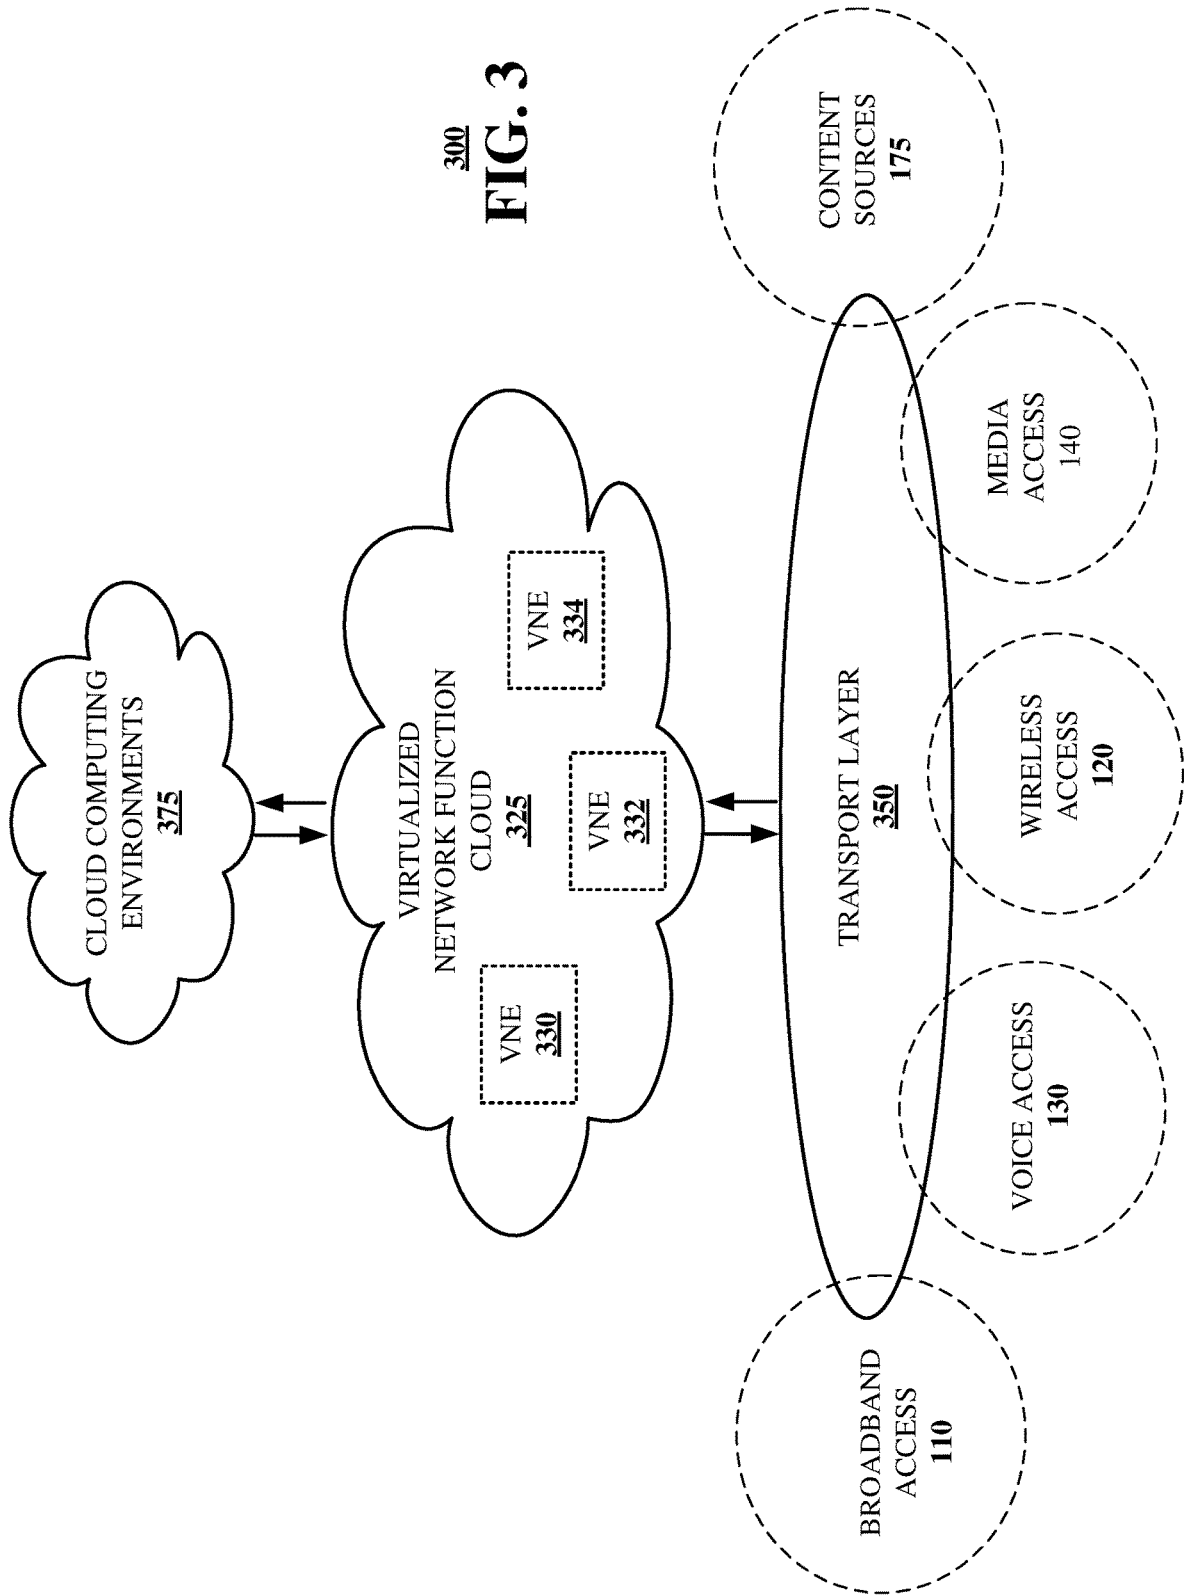 CLOUD COMPUTING
ENVIRONMENTS
375
VIRTUALIZED
NETWORK FUNCTION
CLOUD
325
VNE
330
VNE
332
VNE
334
300
FIG. 3
TRANSPORT LAYER
350
BROADBAND
ACCESS
110
VOICE ACCESS
130
WIRELESS
ACCESS
120
MEDIA
ACCESS
140
CONTENT
SOURCES
175